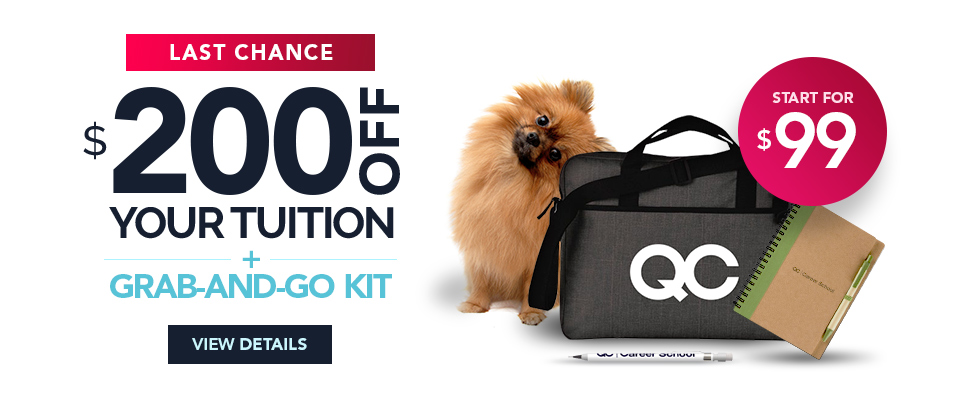 LAST CHANCE
$200 OFF
YOUR TUITION
+
GRAB-AND-GO KIT
VIEW DETAILS
START FOR
$99
QC
QC | Career School
QC | Career School